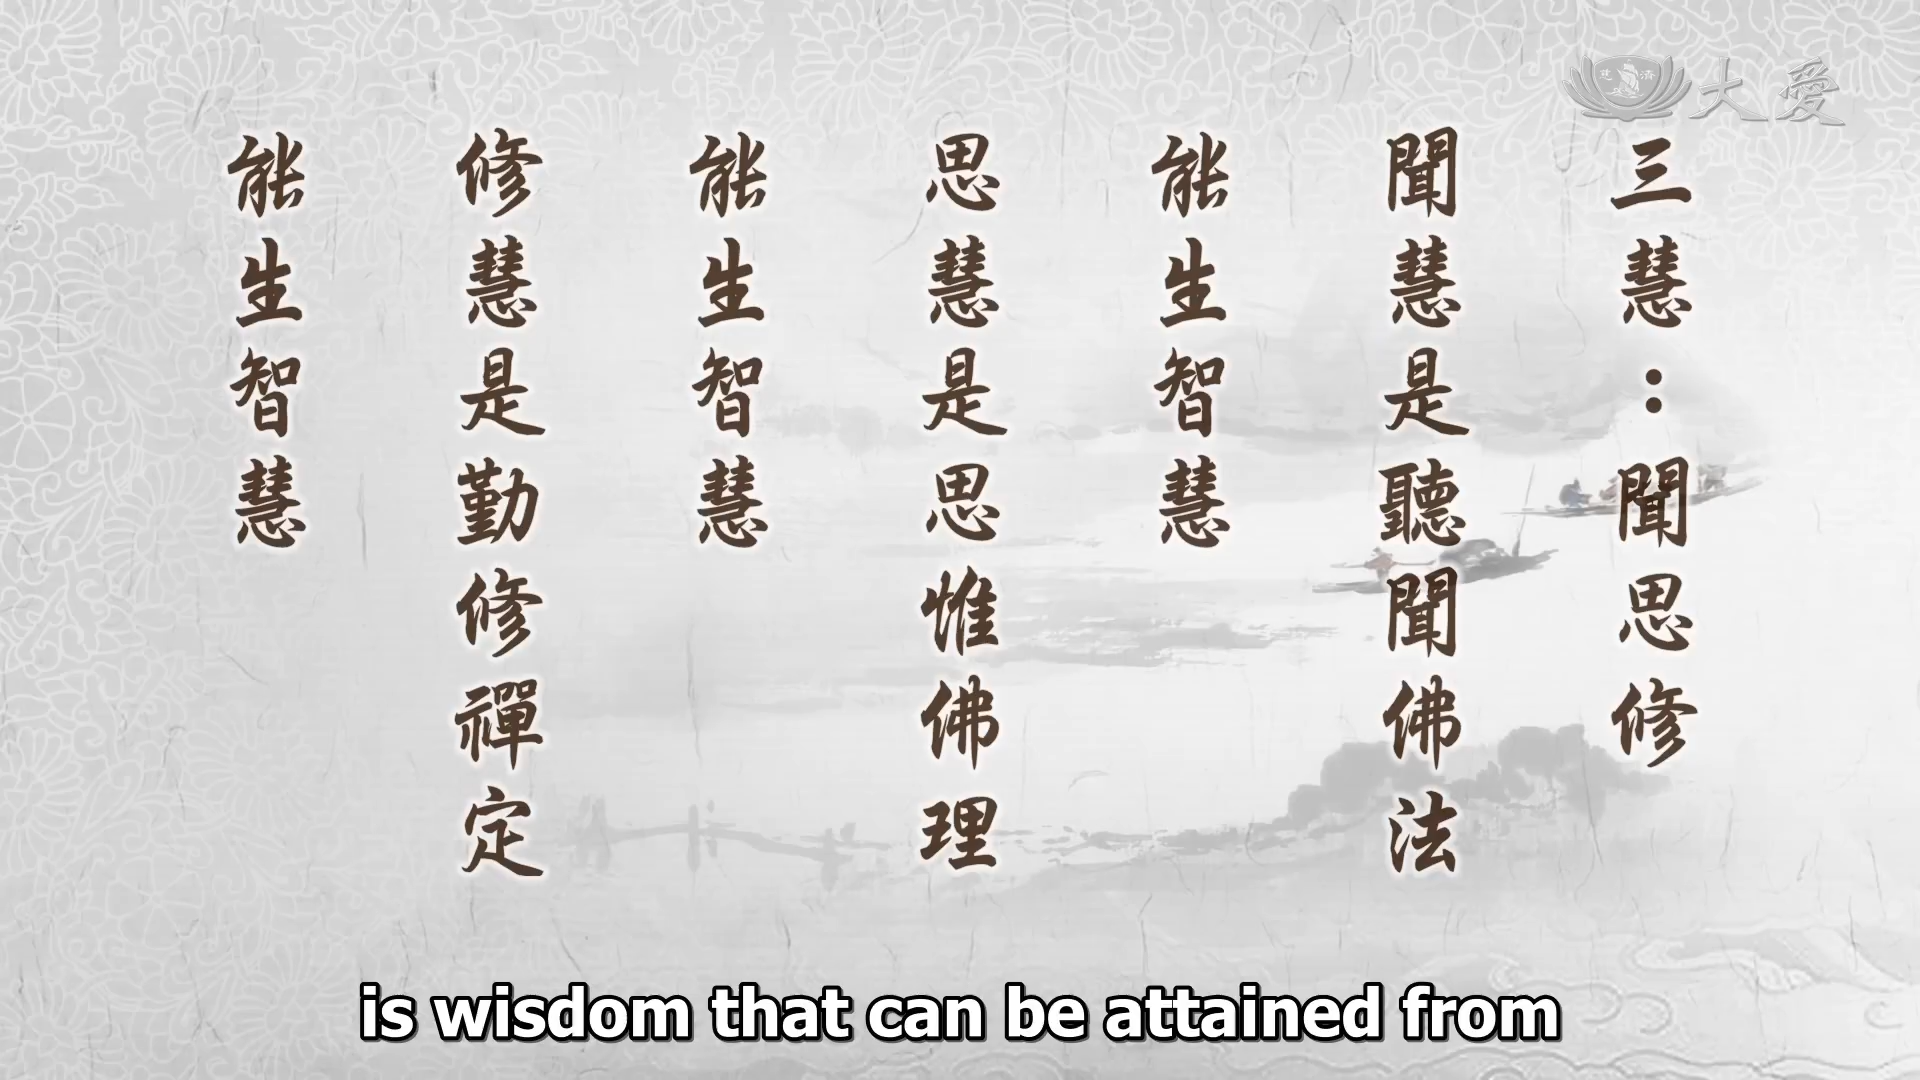 三慧：聞思修
聞慧是聽聞佛法
能生智慧
思慧是思惟佛理
能生智慧
修慧是勤修禪定
能生智慧
慈濟
大愛
is wisdom that can be attained from